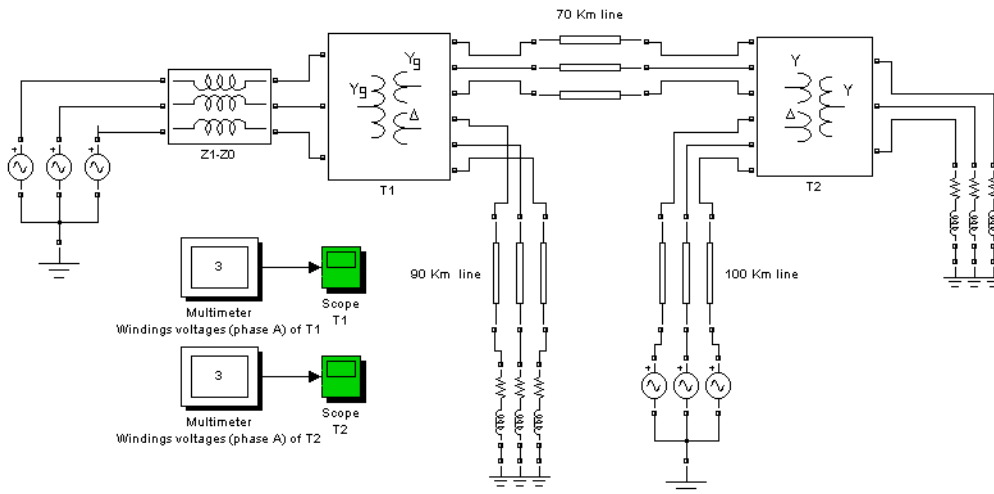 70 Km line
Yg
Yg
Δ
Z1-Z0
T1
Y
Y
Δ
T2
+
+
+
90 Km line
100 Km line
3
Scope
T1
Multimeter
Windings voltages (phase A) of T1
3
Scope
T2
Multimeter
Windings voltages (phase A) of T2
+
+
+